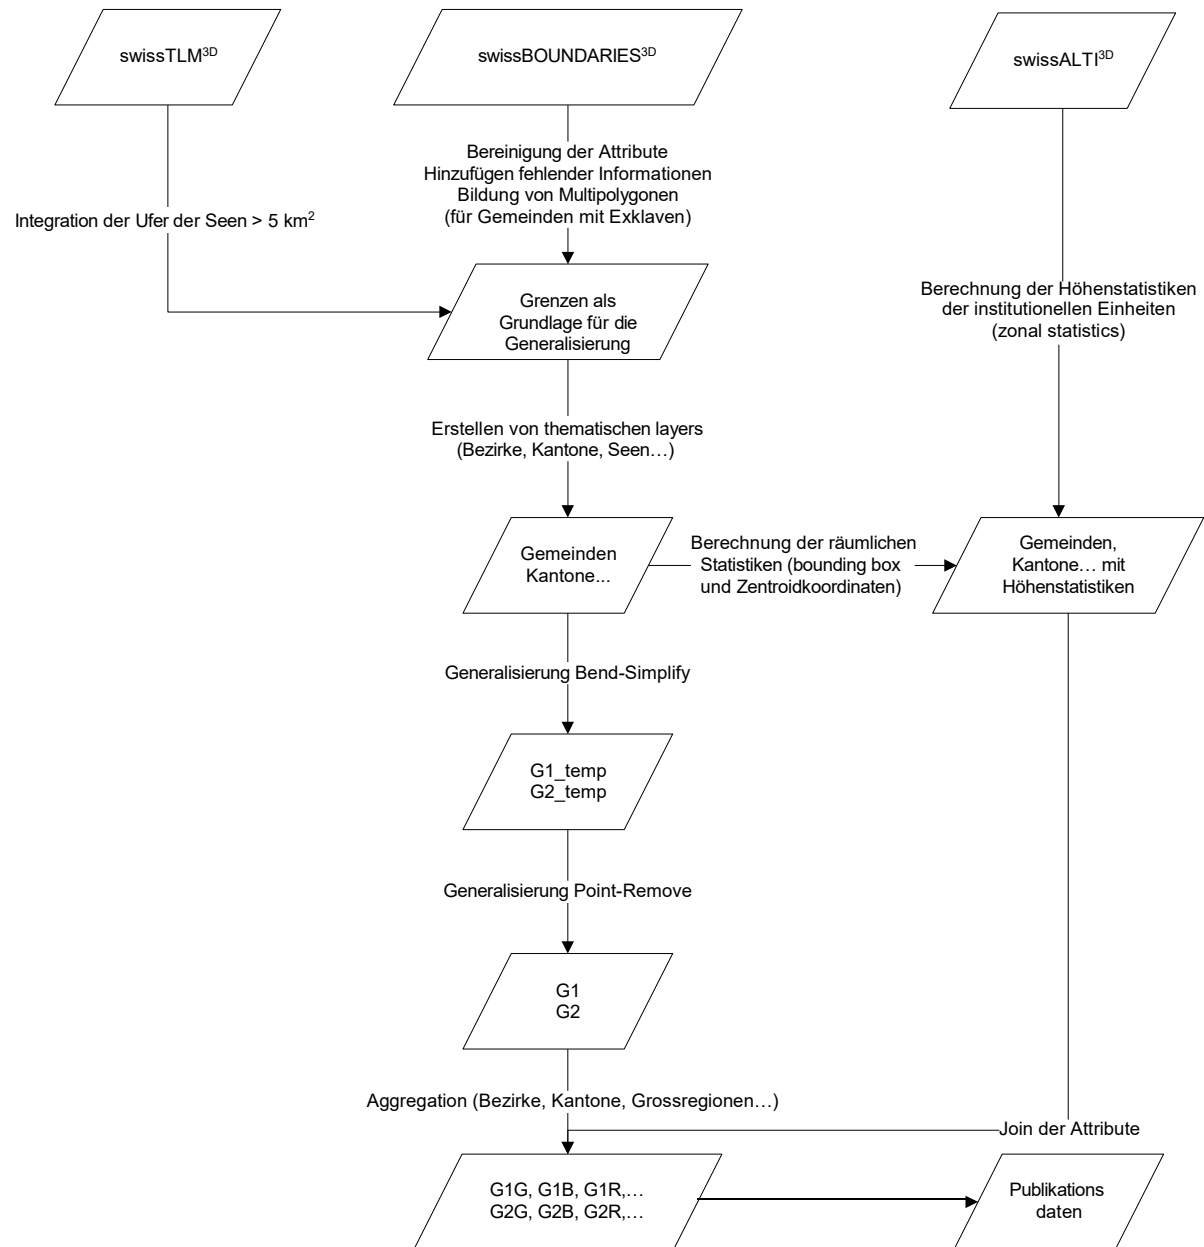 swissTLM3D
swissBOUNDARIES3D
swissALTI3D
Bereinigung der Attribute
Hinzufügen fehlender Informationen
Bildung von Multipolygonen
(für Gemeinden mit Exklaven)
Integration der Ufer der Seen > 5 km2
Grenzen als
Grundlage für die
Generalisierung
Berechnung der Höhenstatistiken
der institutionellen Einheiten
(zonal statistics)
Erstellen von thematischen layers
(Bezirke, Kantone, Seen…)
Gemeinden
Kantone...
Berechnung der räumlichen
Statistiken (bounding box
und Zentroidkoordinaten)
Gemeinden,
Kantone… mit
Höhenstatistiken
Generalisierung Bend-Simplify
G1_temp
G2_temp
Generalisierung Point-Remove
G1
G2
Aggregation (Bezirke, Kantone, Grossregionen…)
Join der Attribute
G1G, G1B, G1R,…
G2G, G2B, G2R,…
Publikations
daten